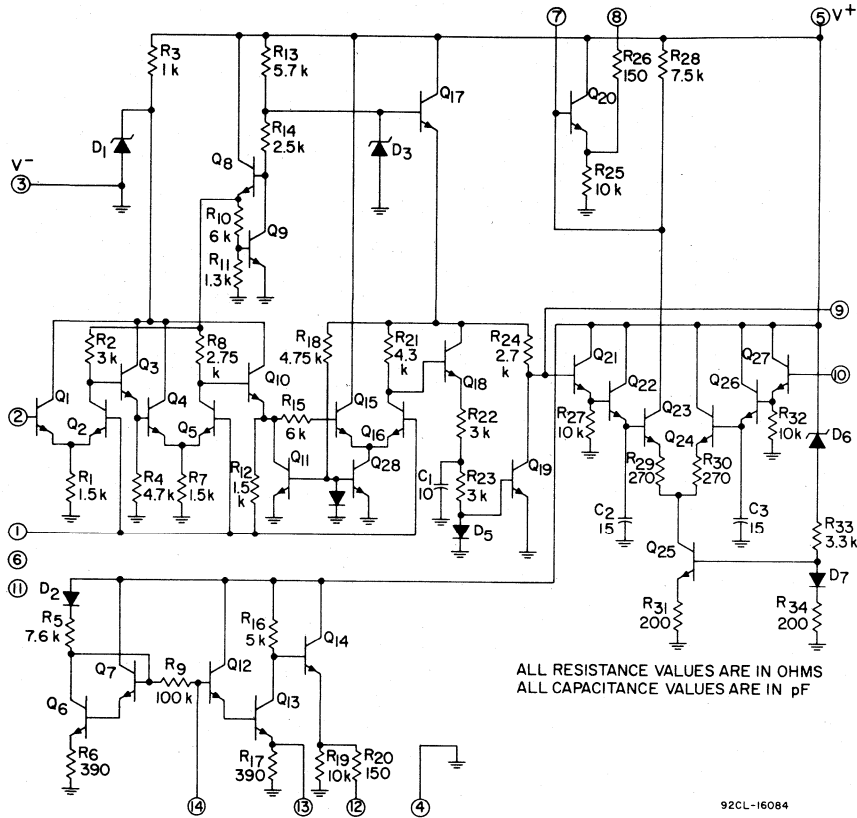 7
8
5 V+
R3
1 k
R13
5.7 k
R26
150
R28
7.5 k
Q17
Q20
D1
R14
2.5k
D3
V-
3
Q8
R25
10 k
R10
6 k
Q9
R11
1.3k
9
R2
3 k
Q3
R8
2.75
k
R18
4.75k
R21
4.3
k
R24
2.7
k
Q21
Q27
Q1
Q10
Q18
Q22
Q26
10
2
Q2
Q4
Q5
R15
6 k
Q15
Q16
R22
3 k
R27
10 k
Q23
Q24
R32
10k
D6
R1
1.5 k
R4
4.7 k
R7
1.5 k
R12
1.5
k
Q11
Q28
C1
10
R23
3 k
Q19
R29
270
R30
270
C2
15
C3
15
R33
3.3 k
1
D5
Q25
6
D7
11
D2
R31
200
R34
200
R5
7.6 k
R16
5 k
Q14
Q7
R9
100 k
Q12
ALL RESISTANCE VALUES ARE IN OHMS
ALL CAPACITANCE VALUES ARE IN pF
Q6
Q13
R6
390
R17
390
R19
10k
R20
150
14
13
12
4
92CL-16084